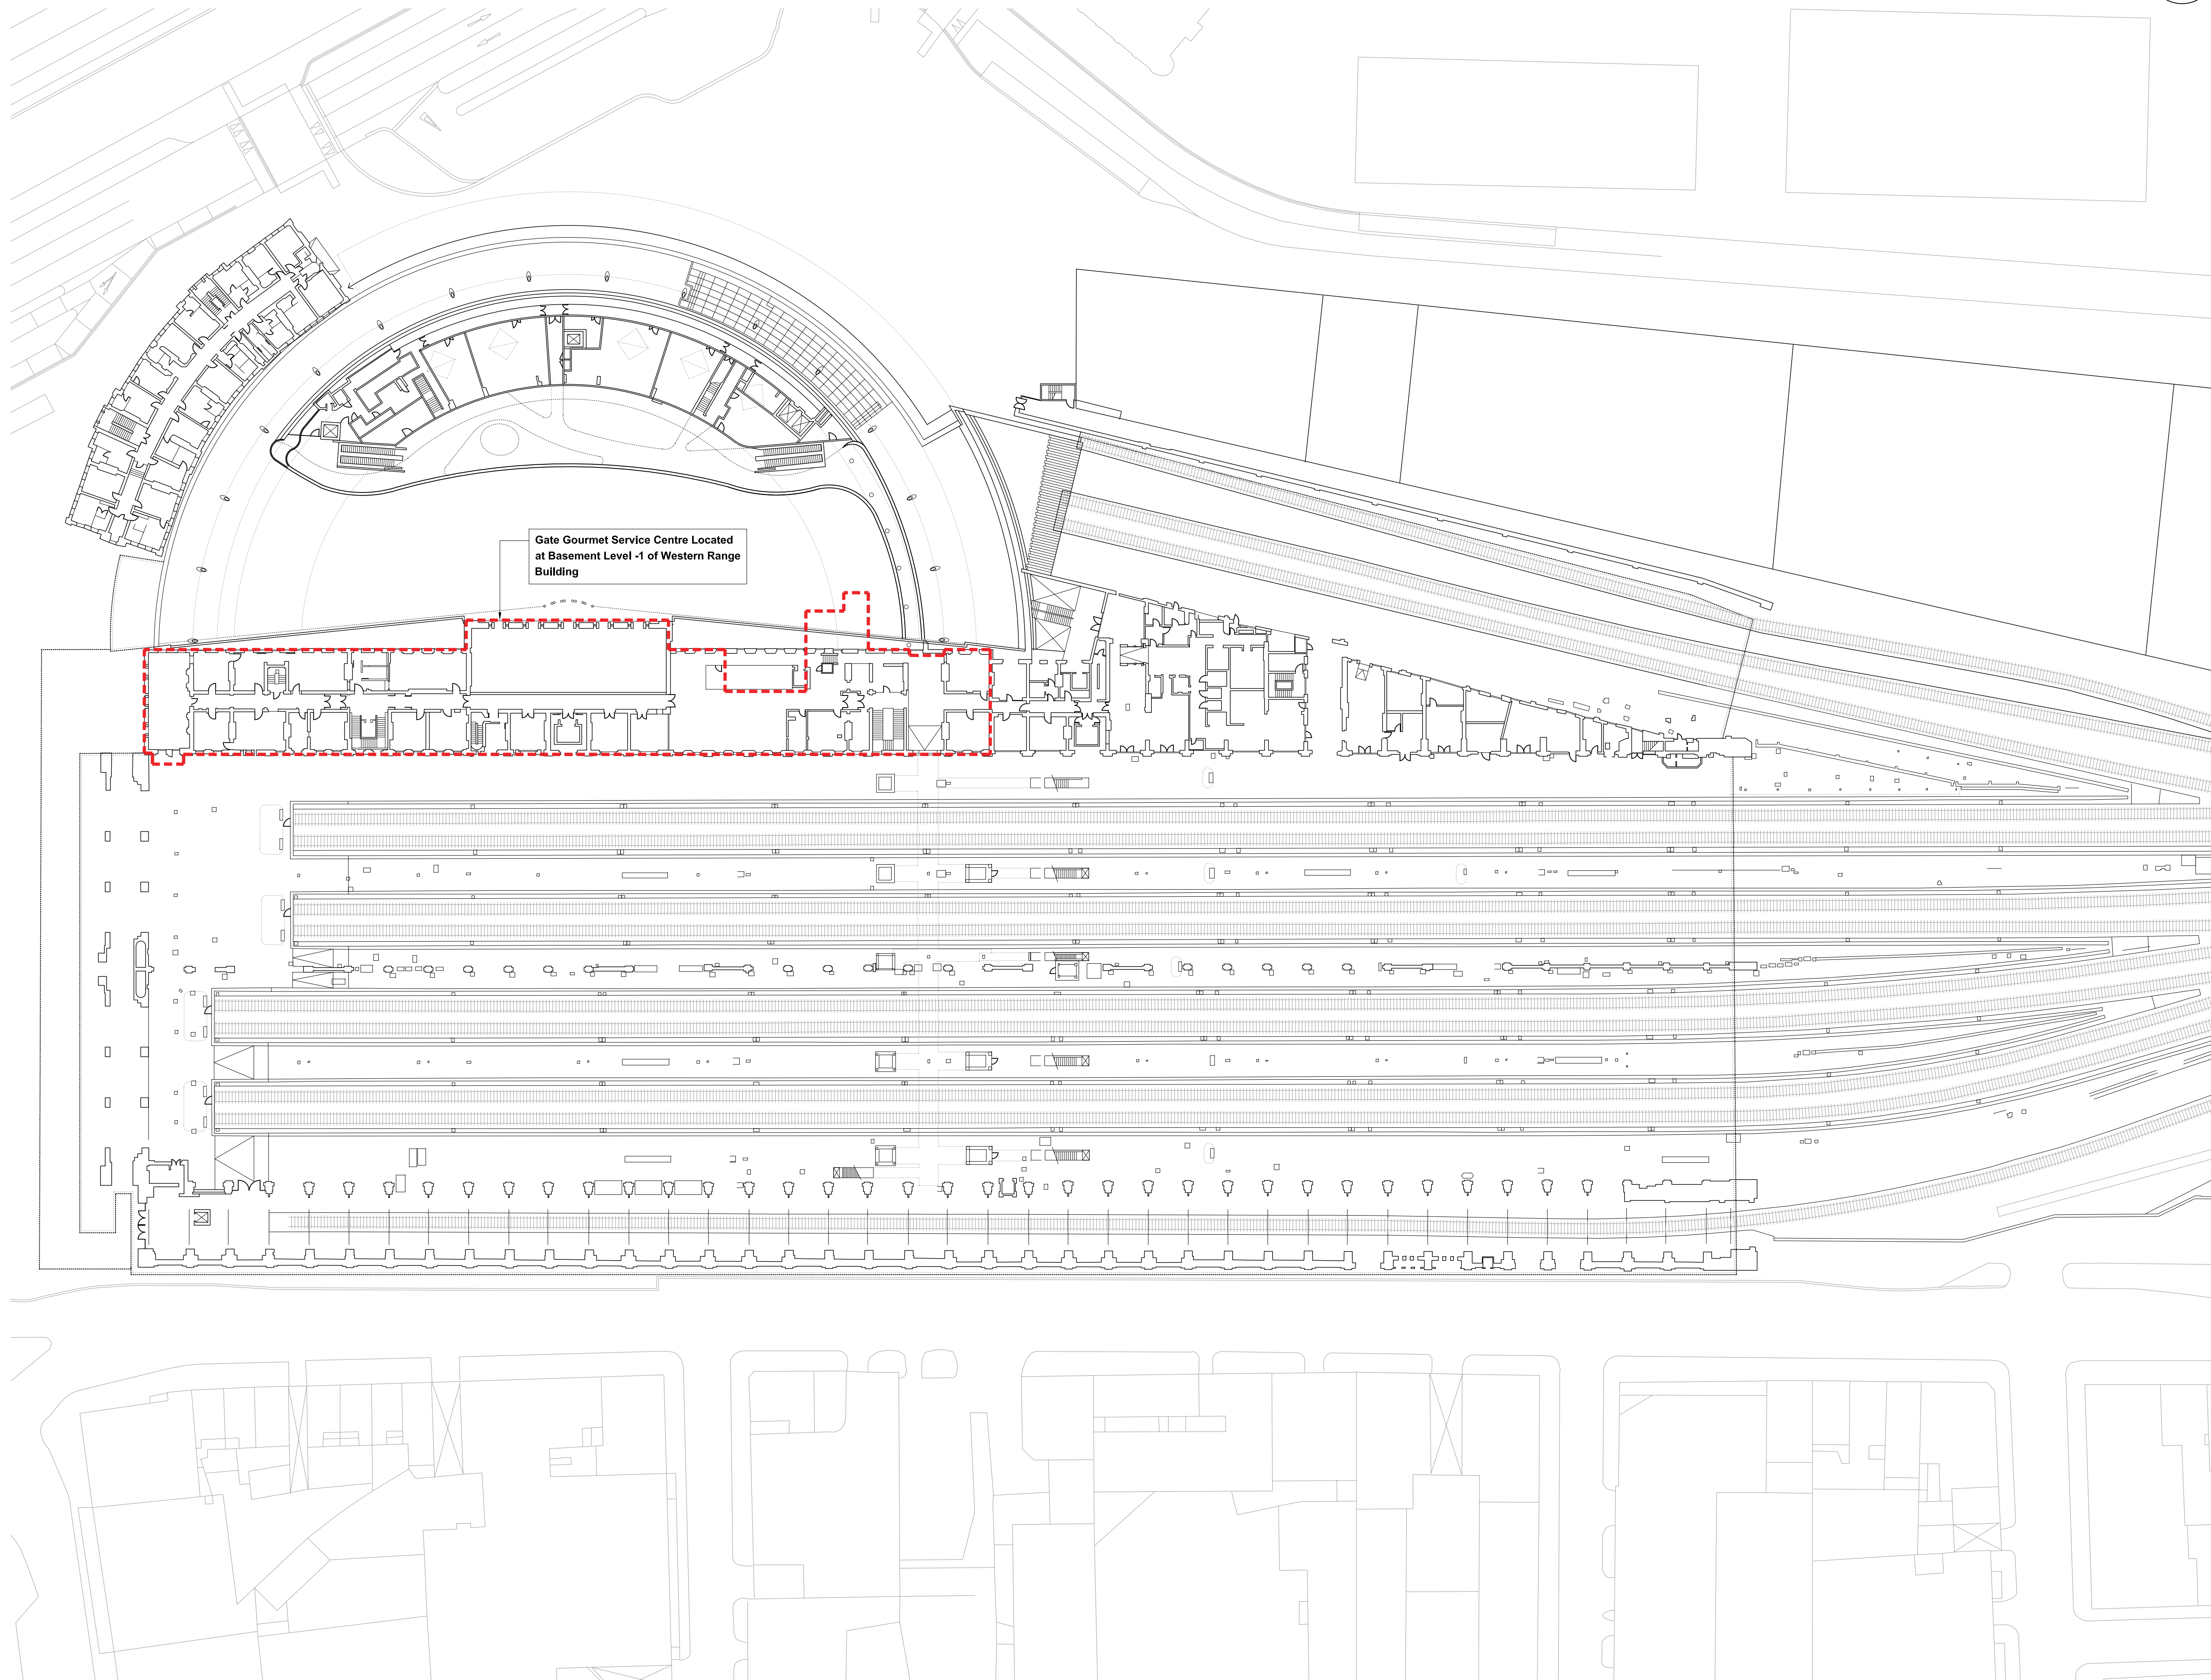 Gate Gourmet Service Centre Located
at Basement Level -1 of Western Range
Building